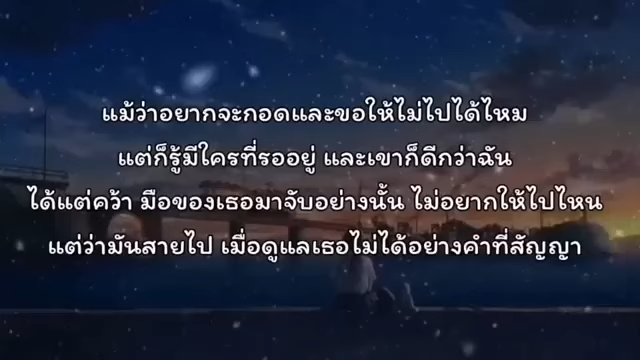 แม้ว่าอยากจะกอดและขอให้ไม่ไปได้ไหม
แต่ก็รู้มีใครที่รออยู่ และเขาก็ดีกว่าฉัน
ได้แต่คว้า มือของเธอมาจับอย่างนั้น ไม่อยากให้ไปไหน
แต่ว่ามันสายไป เมื่อดูแลเธอไม่ได้อย่างคำที่สัญญา